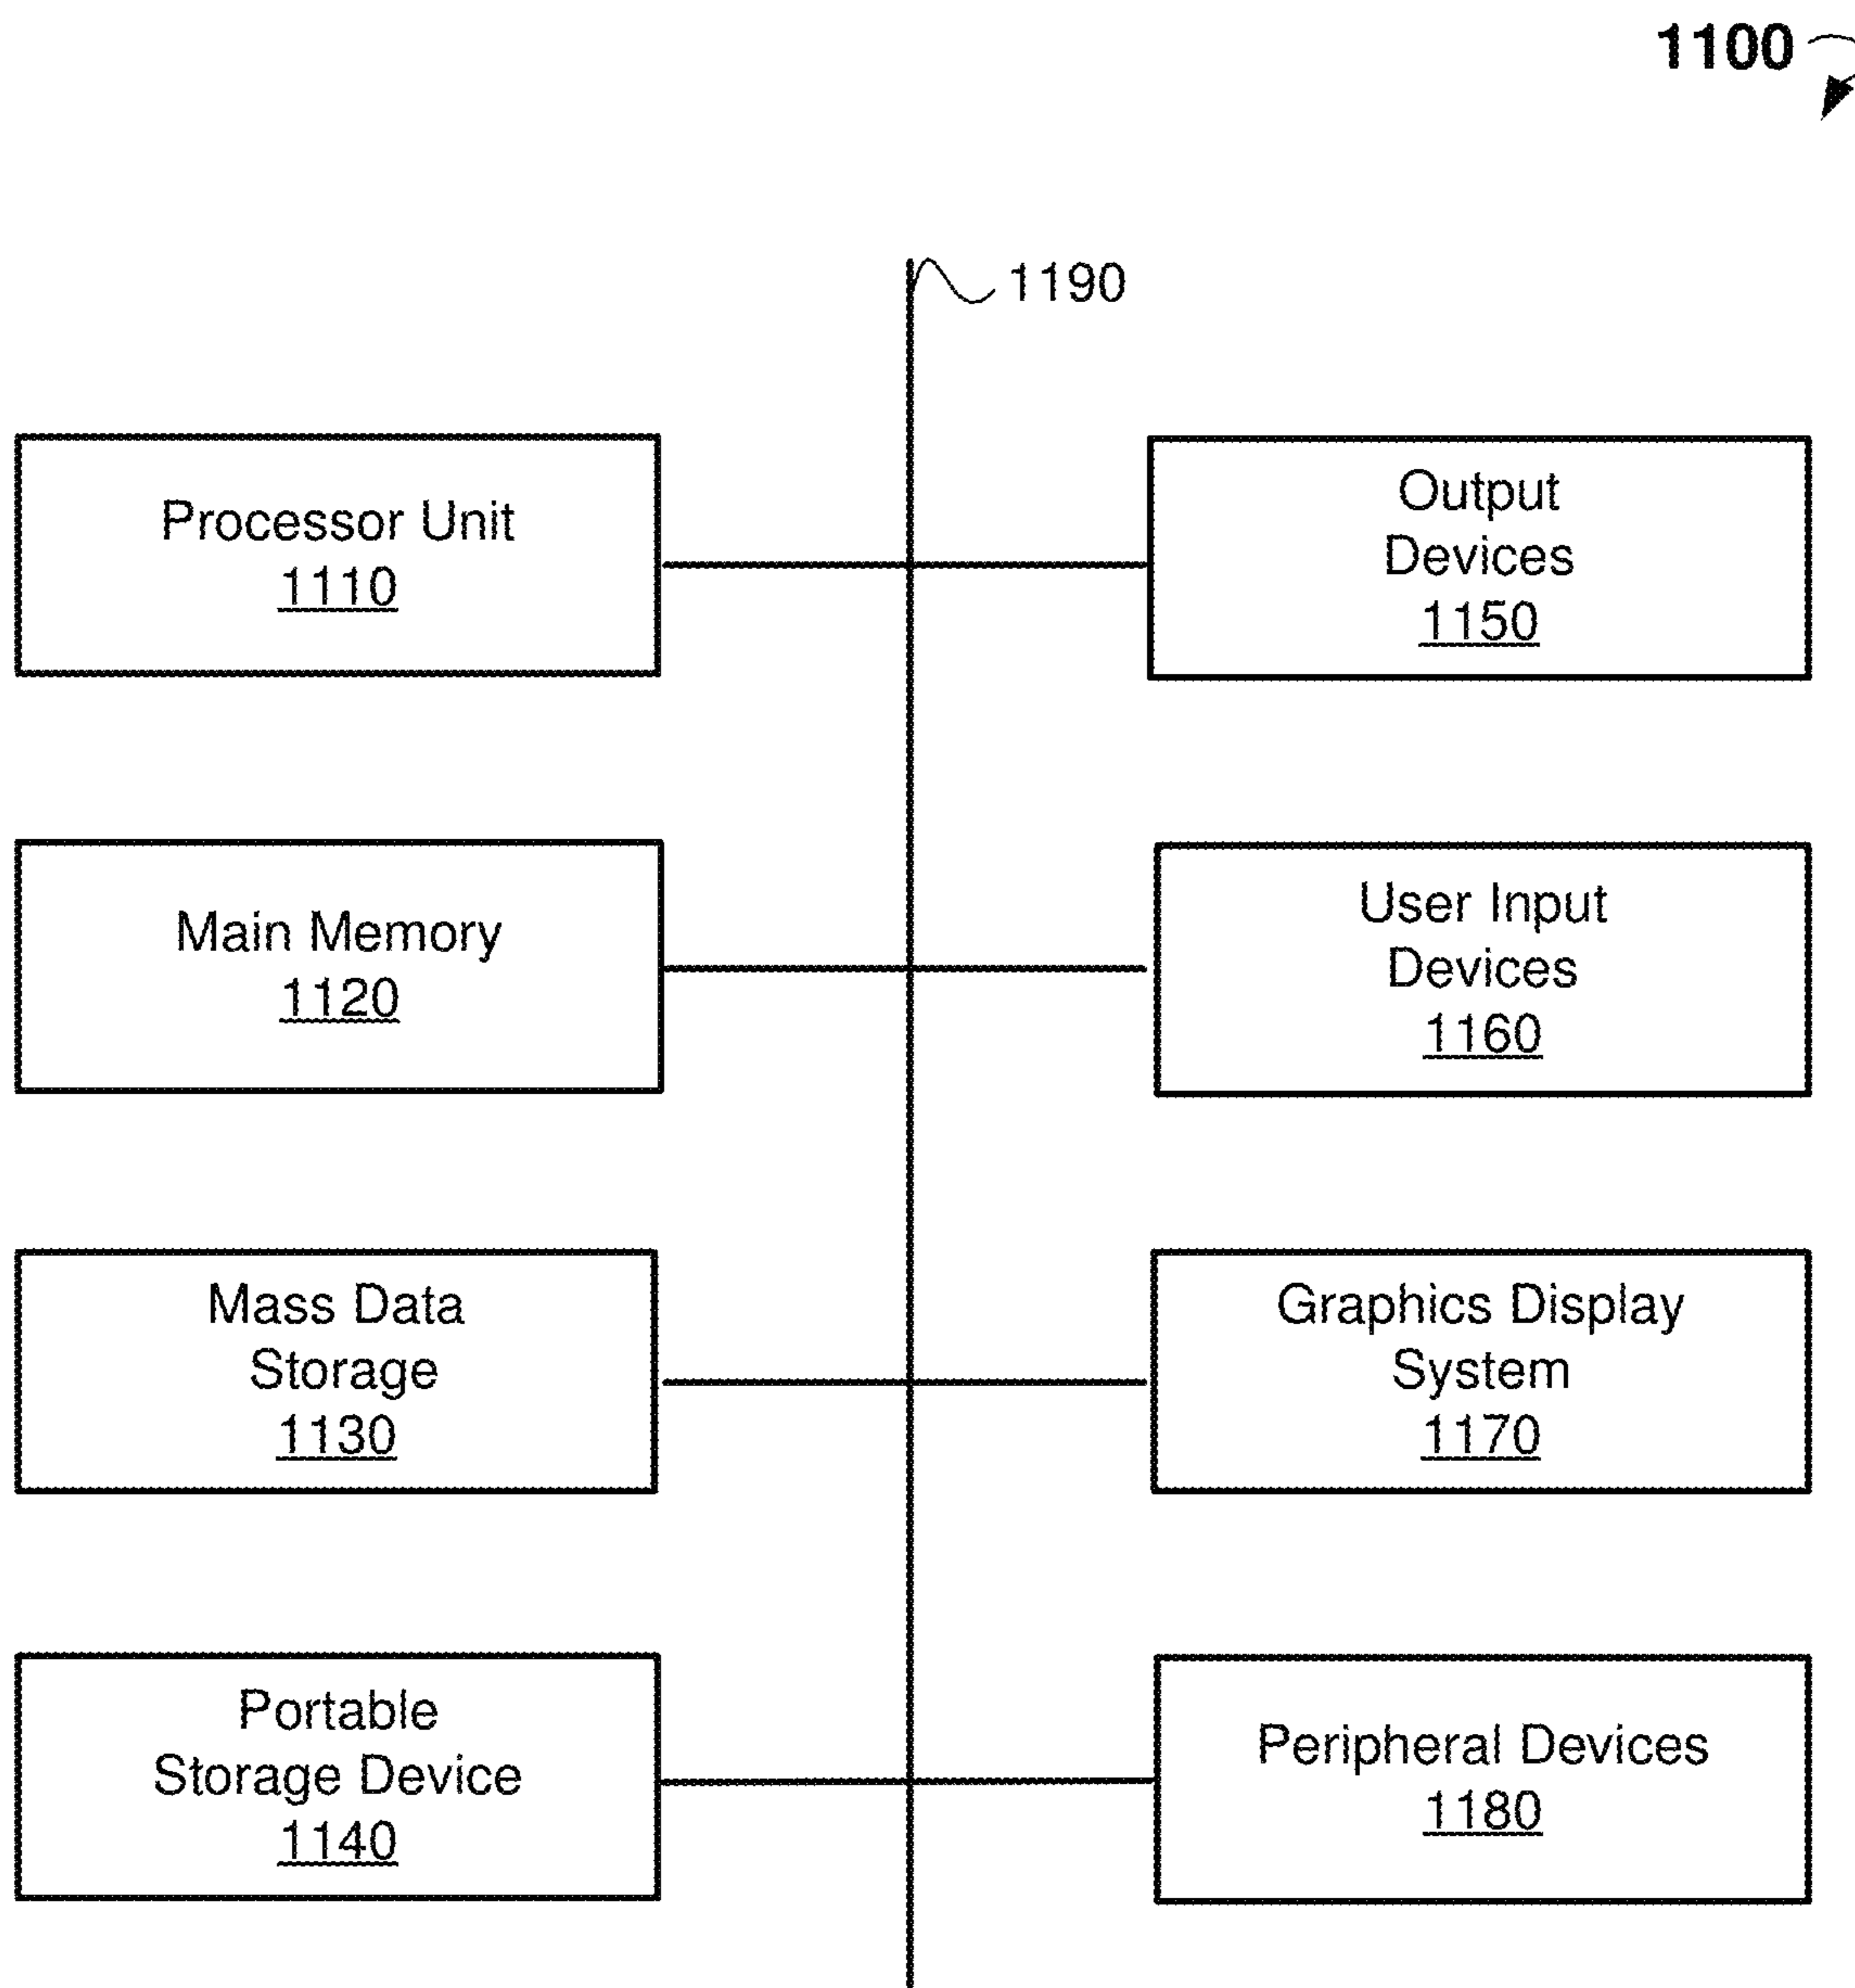 1100
1190
Processor Unit
1110
Output
Devices
1150
Main Memory
1120
User Input
Devices
1160
Mass Data
Storage
1130
Graphics Display
System
1170
Portable
Storage Device
1140
Peripheral Devices
1180